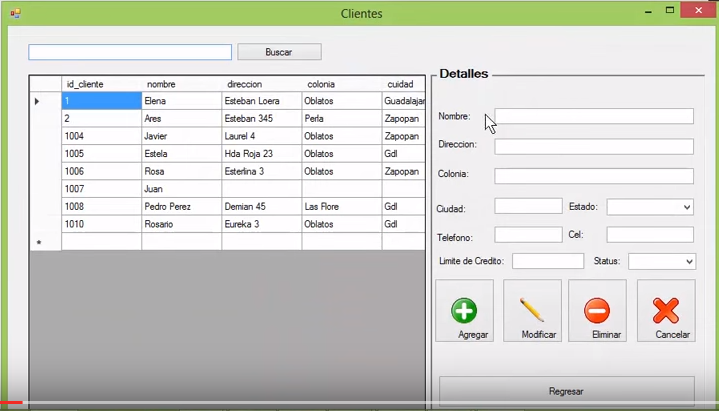 Clientes
Buscar
id_cliente nombre direccion colonia cuidad
1 Elena Esteban Loera Oblatos Guadalajar
2 Ares Esteban 345 Perla Zapopan
1004 Javier Laurel 4 Oblatos Zapopan
1005 Estela Hda Roja 23 Oblatos Gdl
1006 Rosa Esterlina 3 Oblatos Zapopan
1007 Juan
1008 Pedro Perez Demian 45 Las Flore Gdl
1010 Rosario Eureka 3 Oblatos Gdl
Detalles
Nombre:
Direccion:
Colonia:
Ciudad: Estado:
Telefono: Cel:
Limite de Credito: Status:
Agregar Modificar Eliminar Cancelar
Regresar